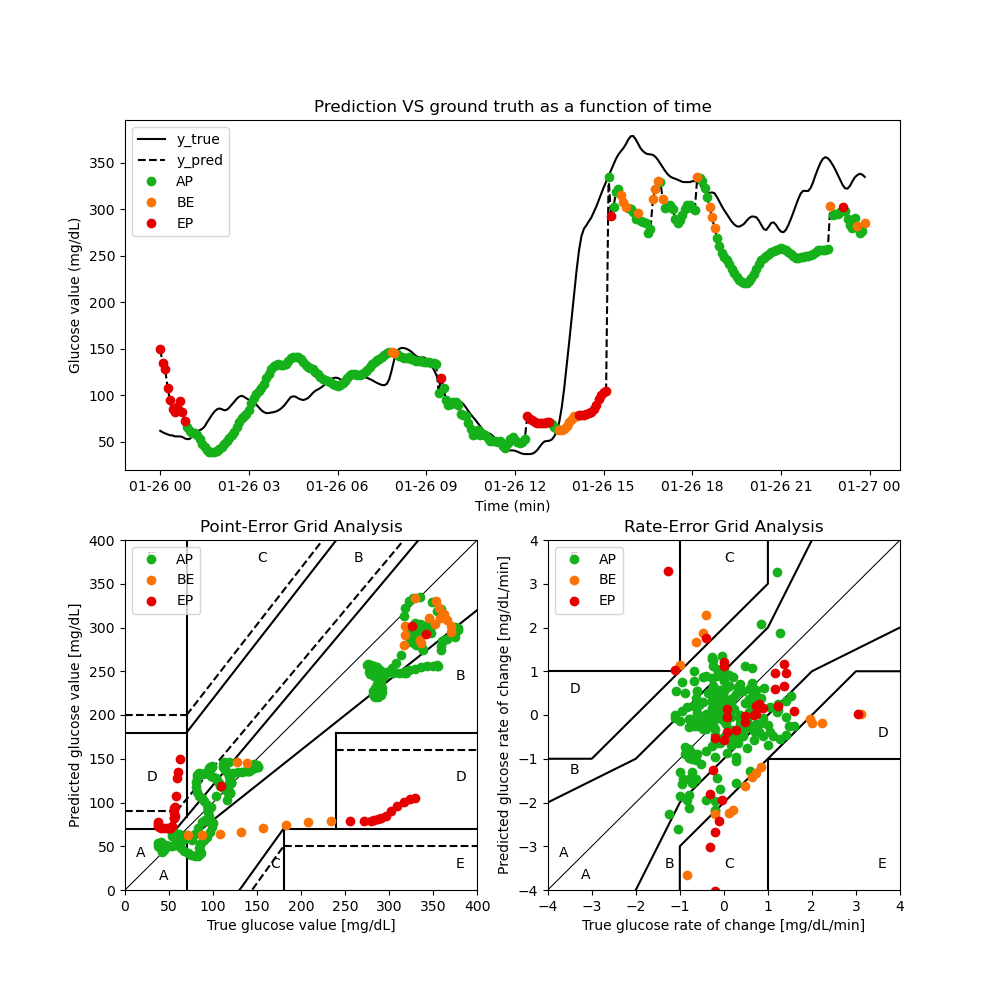 Prediction VS ground truth as a function of time
y_true
y_pred
AP
BE
EP
Glucose value (mg/dL)
350
300
250
200
150
100
50
01-26 00 01-26 03 01-26 06 01-26 09 01-26 12 01-26 15 01-26 18 01-26 21 01-27 00
Time (min)
Point-Error Grid Analysis
AP
BE
EP
C
B
B
D
D
A
A
C
E
Predicted glucose value [mg/dL]
400
350
300
250
200
150
100
50
0
0 50 100 150 200 250 300 350 400
True glucose value [mg/dL]
Rate-Error Grid Analysis
AP
BE
EP
C
D
D
B
A
A
B
C
E
Predicted glucose rate of change [mg/dL/min]
4
3
2
1
0
−1
−2
−3
−4
−4 −3 −2 −1 0 1 2 3 4
True glucose rate of change [mg/dL/min]